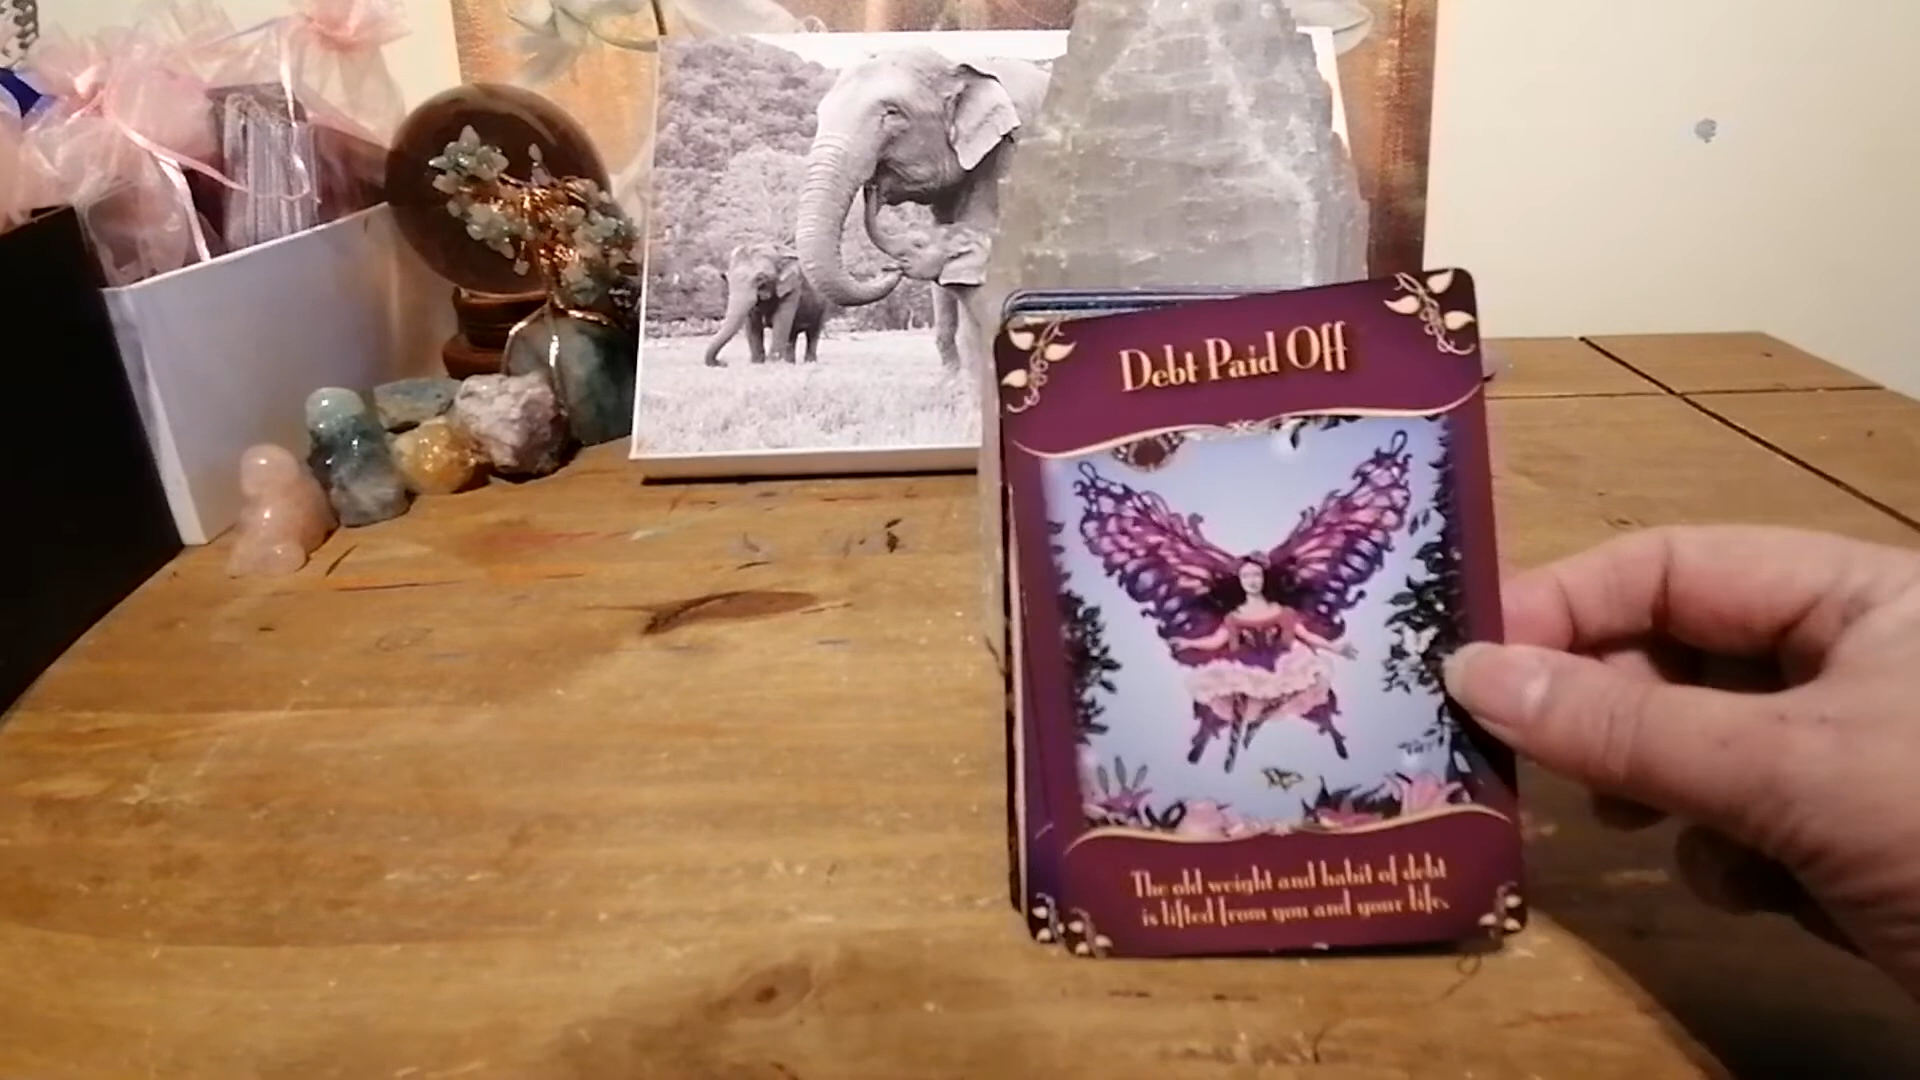 Debt Paid Off
The old weight and habit of debt
is lifted from you and your life.